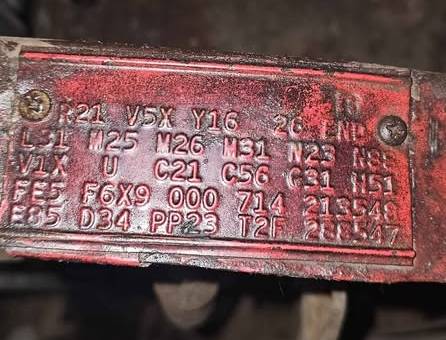 R21 V5X Y16 26 END
L31 M25 M26 M31 N23 N85
V1X U C21 C56 G31 H51
FE5 F6X9 000 714 213548
E85 D34 PP23 T2F 288547